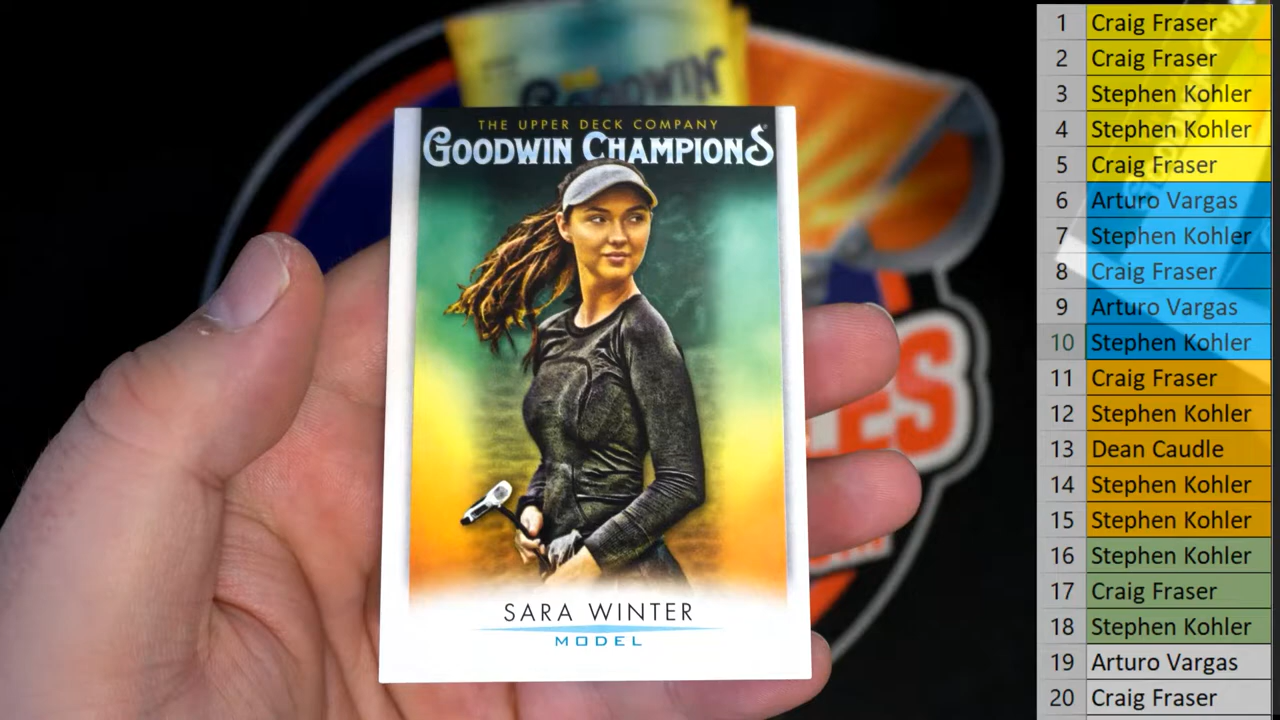 GOODWIN
THE UPPER DECK COMPANY
GOODWIN CHAMPIONS
SARA WINTER
MODEL
1 Craig Fraser
2 Craig Fraser
3 Stephen Kohler
4 Stephen Kohler
5 Craig Fraser
6 Arturo Vargas
7 Stephen Kohler
8 Craig Fraser
9 Arturo Vargas
10 Stephen Kohler
11 Craig Fraser
12 Stephen Kohler
13 Dean Caudle
14 Stephen Kohler
15 Stephen Kohler
16 Stephen Kohler
17 Craig Fraser
18 Stephen Kohler
19 Arturo Vargas
20 Craig Fraser